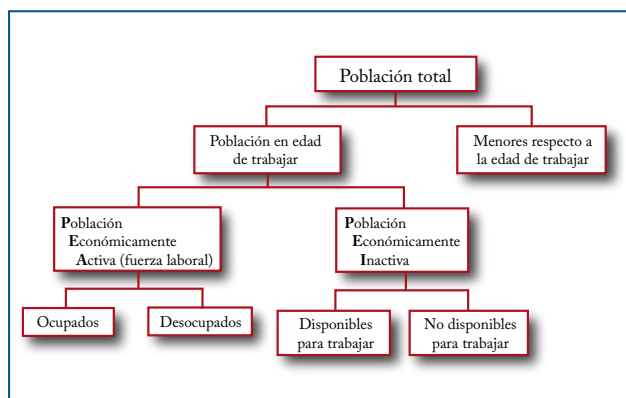 Población total
Población en edad
de trabajar
Menores respecto a
la edad de trabajar
Población
Económicamente
Activa (fuerza laboral)
Población
Económicamente
Inactiva
Ocupados
Desocupados
Disponibles
para trabajar
No disponibles
para trabajar